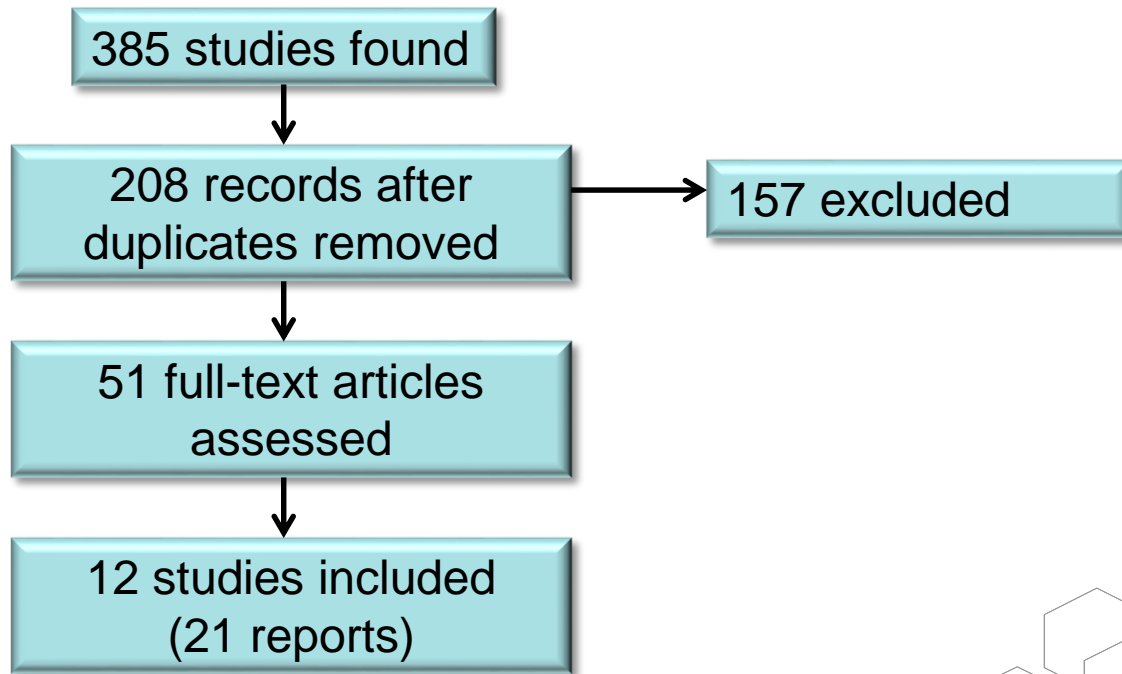 385 studies found
208 records after
duplicates removed
157 excluded
51 full-text articles
assessed
12 studies included
(21 reports)